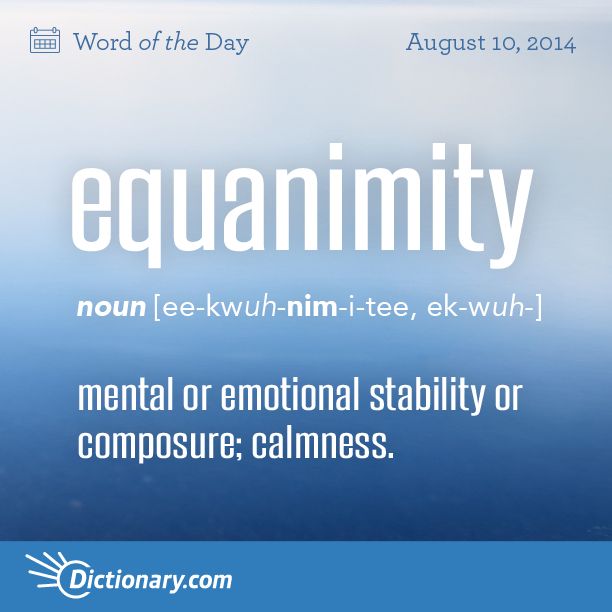 Word of the Day
August 10, 2014
equanimity
noun [ee-kwuh-nim-i-tee, ek-wuh-]
mental or emotional stability or
composure; calmness.
Dictionary.com